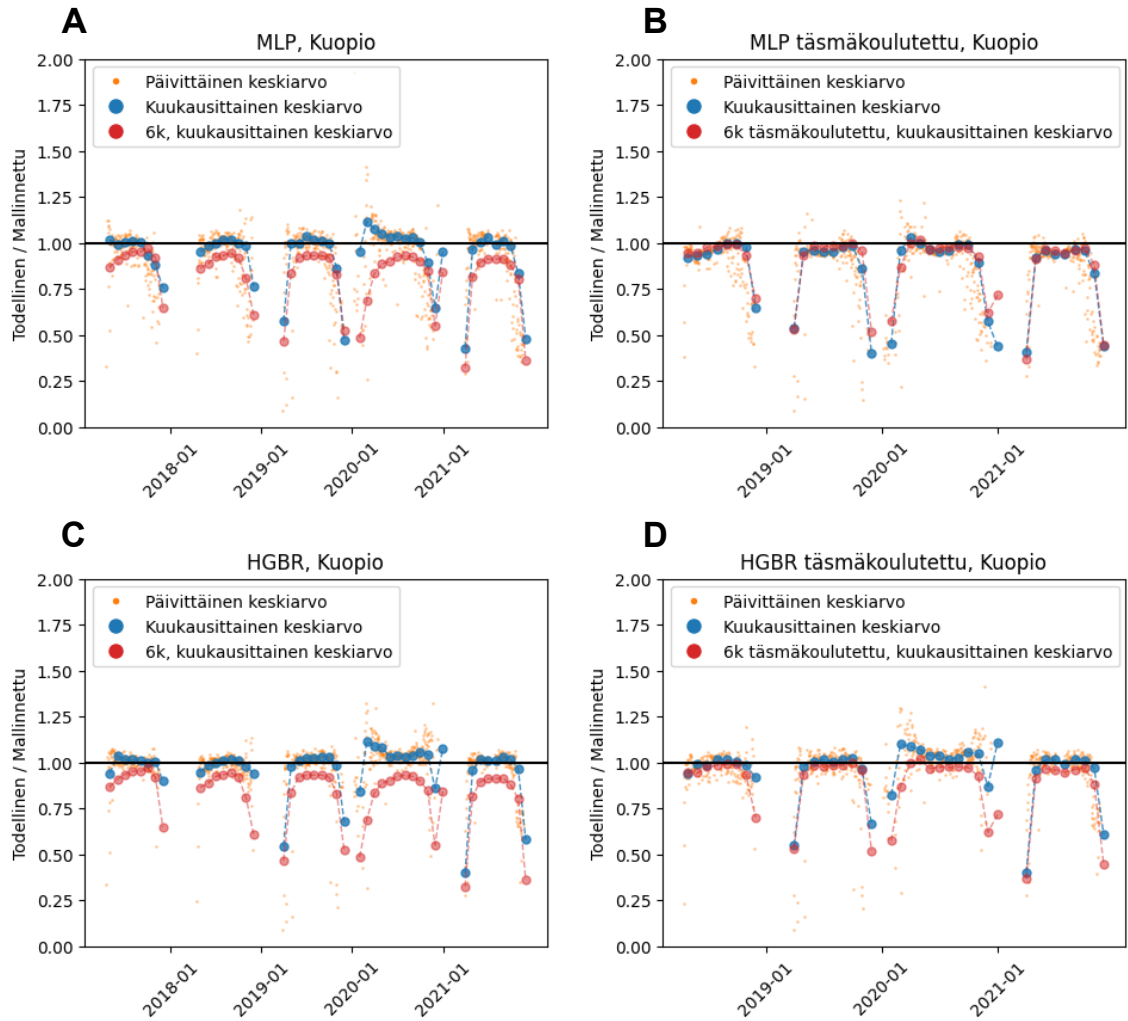 A
MLP, Kuopio
Todellinen / Mallinnettu
2.00
1.75
1.50
1.25
1.00
0.75
0.50
0.25
0.00
Päivittäinen keskiarvo
Kuukausittainen keskiarvo
6k, kuukausittainen keskiarvo
2018-01
2019-01
2020-01
2021-01
B
MLP täsmäkoulutettu, Kuopio
Todellinen / Mallinnettu
2.00
1.75
1.50
1.25
1.00
0.75
0.50
0.25
0.00
Päivittäinen keskiarvo
Kuukausittainen keskiarvo
6k täsmäkoulutettu, kuukausittainen keskiarvo
2019-01
2020-01
2021-01
C
HGBR, Kuopio
Todellinen / Mallinnettu
2.00
1.75
1.50
1.25
1.00
0.75
0.50
0.25
0.00
Päivittäinen keskiarvo
Kuukausittainen keskiarvo
6k, kuukausittainen keskiarvo
2018-01
2019-01
2020-01
2021-01
D
HGBR täsmäkoulutettu, Kuopio
Todellinen / Mallinnettu
2.00
1.75
1.50
1.25
1.00
0.75
0.50
0.25
0.00
Päivittäinen keskiarvo
Kuukausittainen keskiarvo
6k täsmäkoulutettu, kuukausittainen keskiarvo
2019-01
2020-01
2021-01